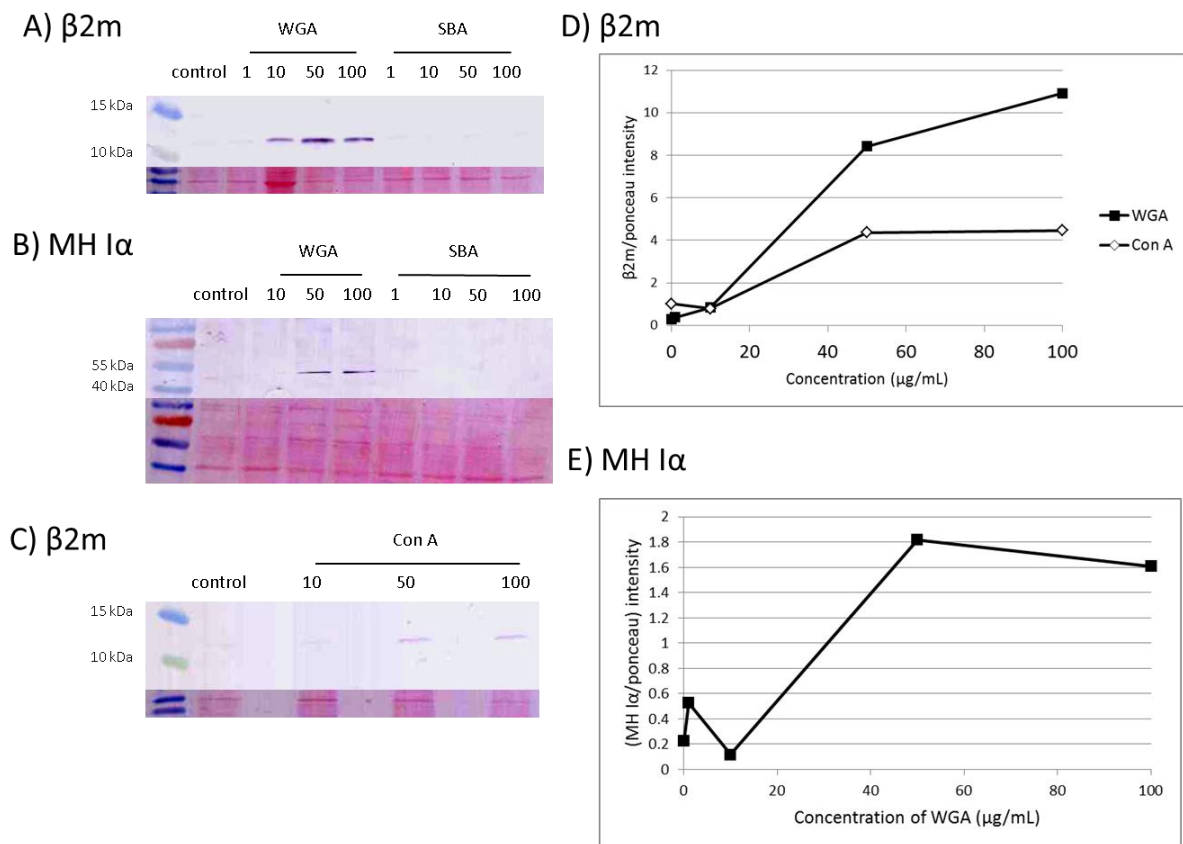 A) β2m
WGA SBA
control 1 10 50 100 1 10 50 100
15 kDa
10 kDa
B) MH Iα
WGA SBA
control 10 50 100 1 10 50 100
55 kDa
40 kDa
C) β2m
Con A
control 10 50 100
15 kDa
10 kDa
D) β2m
12
10
8
6
4
2
0
0 20 40 60 80 100
β2m/ponceau intensity
Concentration (µg/mL)
WGA
Con A
E) MH Iα
2
1.8
1.6
1.4
1.2
1
0.8
0.6
0.4
0.2
0
0 20 40 60 80 100
(MH Iα/ponceau) intensity
Concentration of WGA (µg/mL)